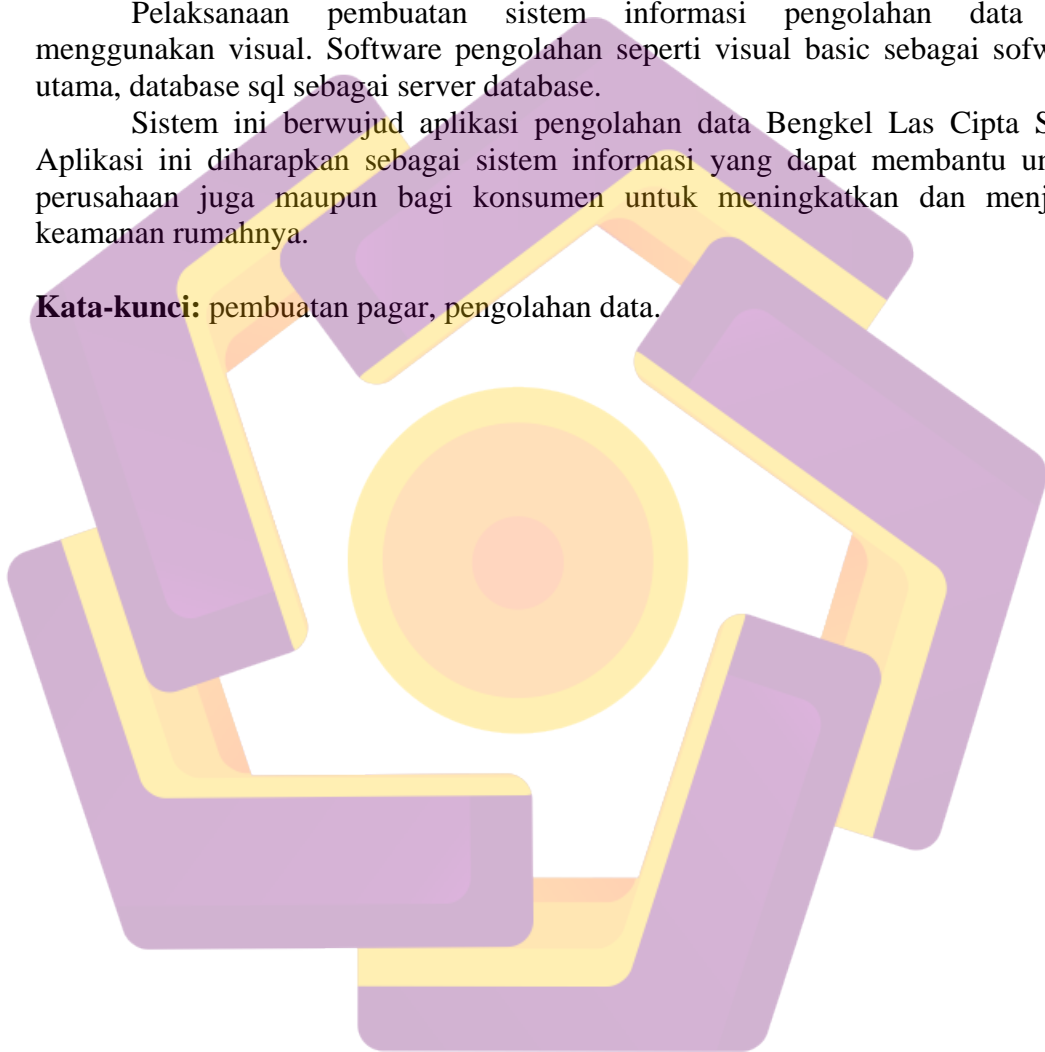 Pelaksanaan pembuatan sistem informasi pengolahan data
menggunakan visual. Software pengolahan seperti visual basic sebagai
utama, database sql sebagai server database.
Sistem ini berwujud aplikasi pengolahan data Bengkel Las Cipta
Aplikasi ini diharapkan sebagai sistem informasi yang dapat membantu
perusahaan juga maupun bagi konsumen untuk meningkatkan dan
keamanan rumahnya.
Kata-kunci: pembuatan pagar, pengolahan data.